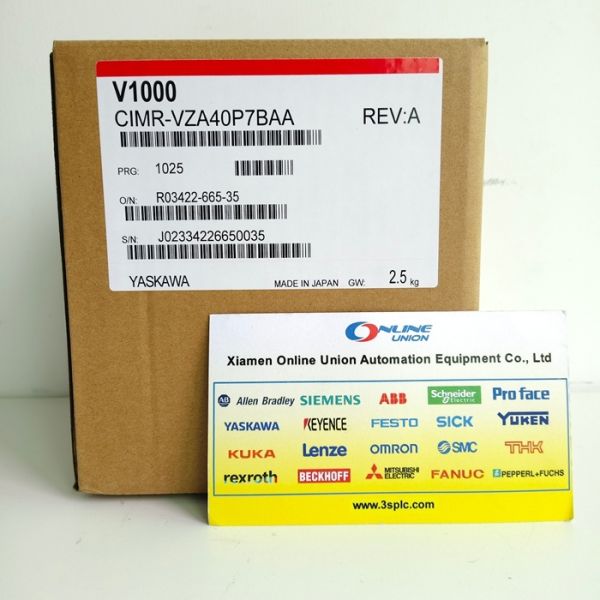 V1000
CIMR-VZA40P7BAA REV:A
PRG: 1025
O/N: R03422-665-35
S/N: J02334226650035
YASKAWA MADE IN JAPAN GW: 2.5 kg
ONLINE
UNION
Xiamen Online Union Automation Equipment Co., Ltd
AB Allen Bradley SIEMENS ABB Schneider Electric Pro face
YASKAWA KEYENCE FESTO SICK YUKEN
KUKA Lenze OMRON SMC THK
rexroth BECKHOFF MITSUBISHI ELECTRIC FANUC PEPPERL+FUCHS
www.3splc.com